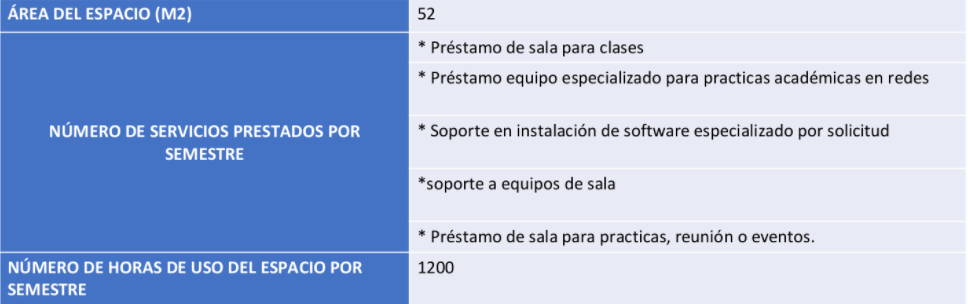 ÁREA DEL ESPACIO (M2)
52
NÚMERO DE SERVICIOS PRESTADOS POR
SEMESTRE
* Préstamo de sala para clases
* Préstamo equipo especializado para practicas académicas en redes
* Soporte en instalación de software especializado por solicitud
*soporte a equipos de sala
* Préstamo de sala para practicas, reunión o eventos.
NÚMERO DE HORAS DE USO DEL ESPACIO POR
SEMESTRE
1200